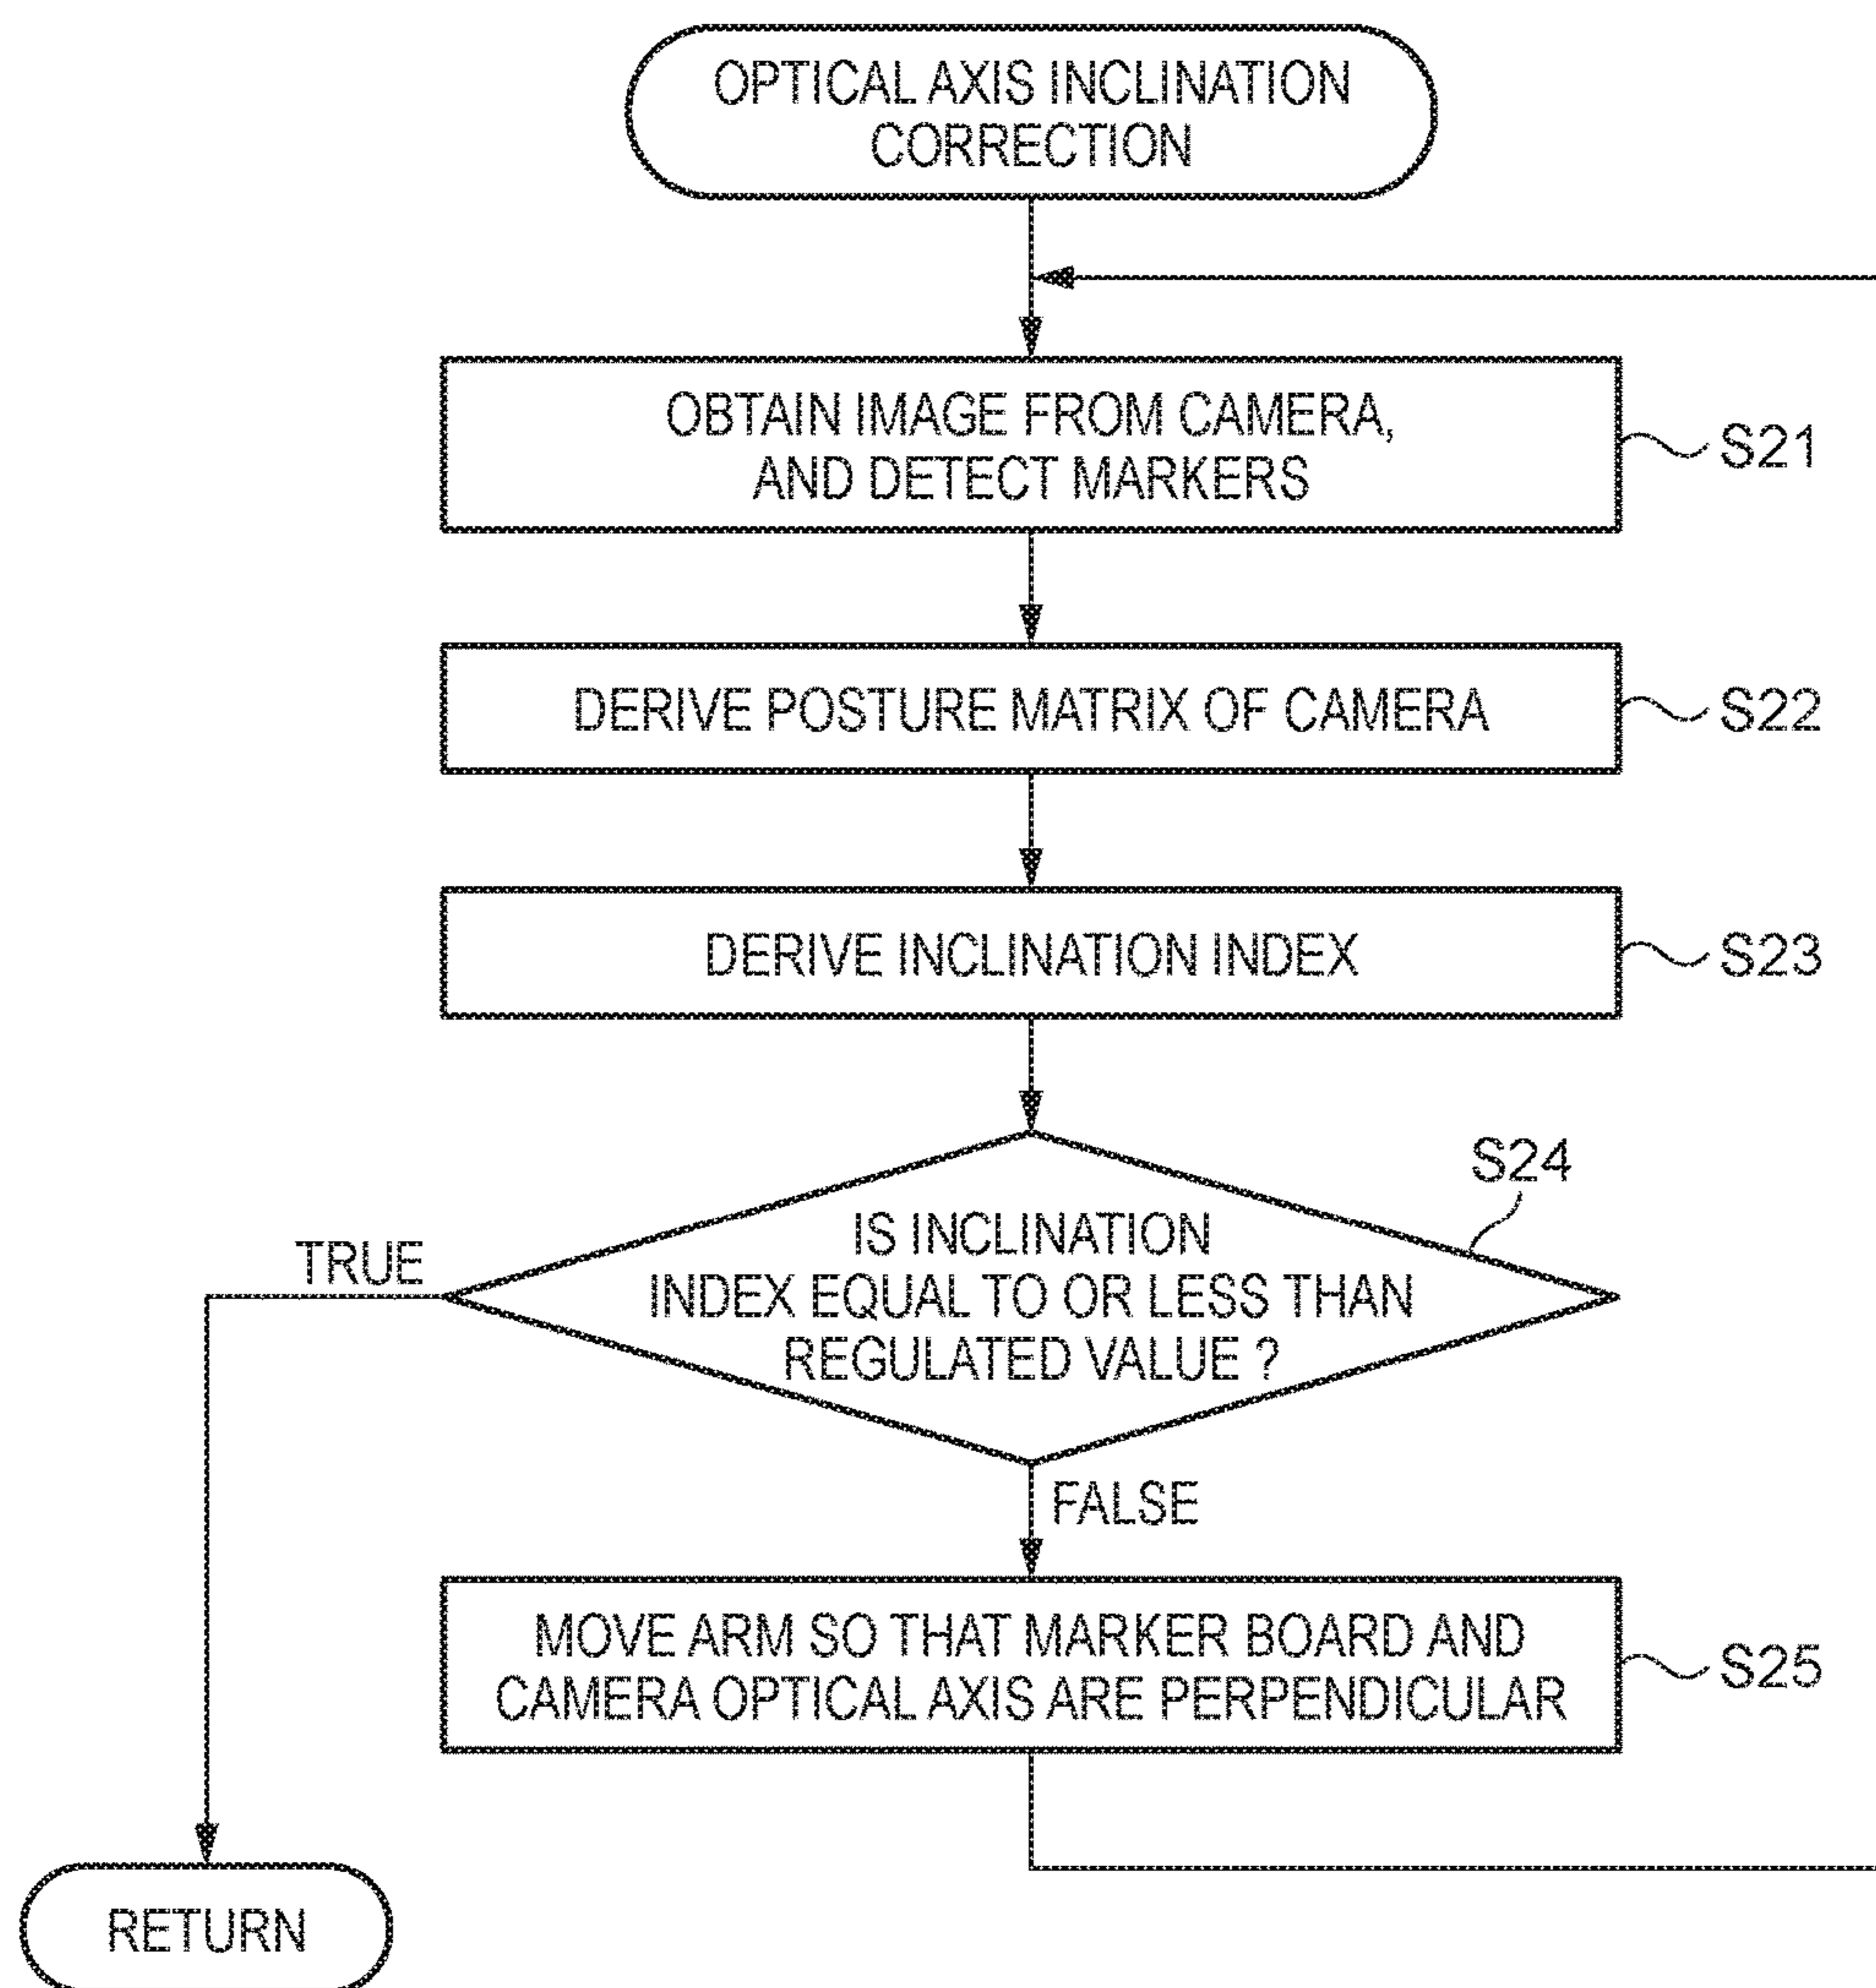 OPTICAL AXIS INCLINATION
CORRECTION
OBTAIN IMAGE FROM CAMERA,
AND DETECT MARKERS
S21
DERIVE POSTURE MATRIX OF CAMERA
S22
DERIVE INCLINATION INDEX
S23
S24
IS INCLINATION
INDEX EQUAL TO OR LESS THAN
REGULATED VALUE ?
TRUE
FALSE
MOVE ARM SO THAT MARKER BOARD AND
CAMERA OPTICAL AXIS ARE PERPENDICULAR
S25
RETURN